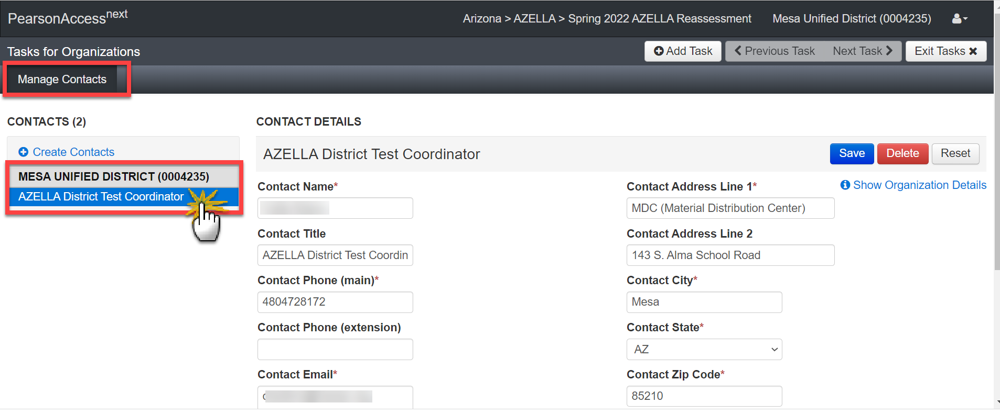 PearsonAccessnext
Arizona > AZELLA > Spring 2022 AZELLA Reassessment
Mesa Unified District (0004235)
Tasks for Organizations
Add Task
Previous Task
Next Task
Exit Tasks
Manage Contacts
CONTACTS (2)
Create Contacts
MESA UNIFIED DISTRICT (0004235)
AZELLA District Test Coordinator
CONTACT DETAILS
AZELLA District Test Coordinator
Save
Delete
Reset
Show Organization Details
Contact Name*
Contact Title
AZELLA District Test Coordin
Contact Phone (main)*
4804728172
Contact Phone (extension)
Contact Email*
Contact Address Line 1*
MDC (Material Distribution Center)
Contact Address Line 2
143 S. Alma School Road
Contact City*
Mesa
Contact State*
AZ
Contact Zip Code*
85210